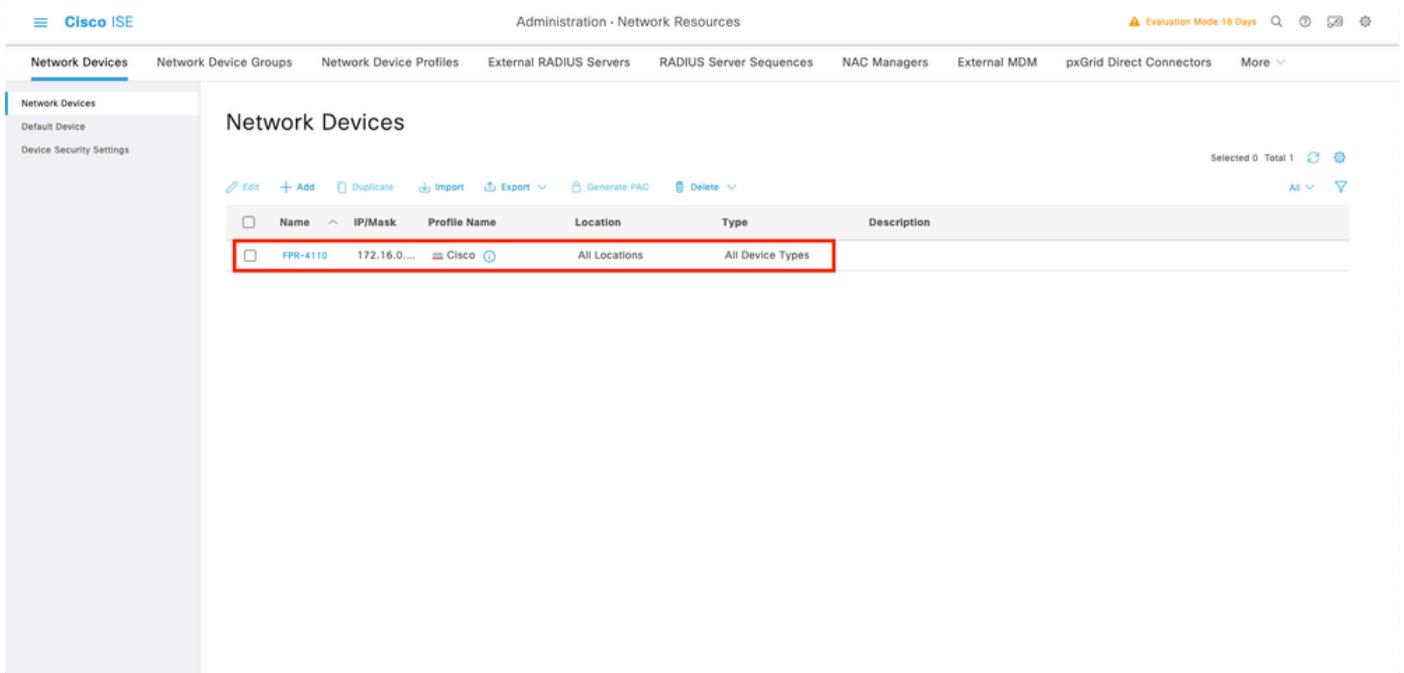 Cisco ISE
Administration · Network Resources
Evaluation Mode 18 Days
Network Devices Network Device Groups Network Device Profiles External RADIUS Servers RADIUS Server Sequences NAC Managers External MDM pxGrid Direct Connectors More
Network Devices
Default Device
Device Security Settings
Network Devices
Selected 0 Total 1
Edit Add Duplicate Import Export Generate PAC Delete All
Name IP/Mask Profile Name Location Type Description
FPR-4110 172.16.0.... Cisco All Locations All Device Types